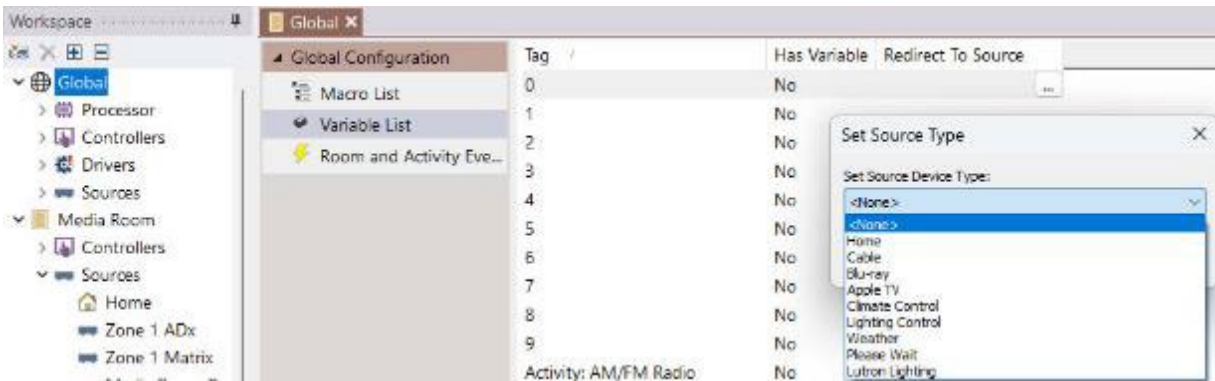 Workspace
Global
Global
Processor
Controllers
Drivers
Sources
Media Room
Controllers
Sources
Home
Zone 1 ADx
Zone 1 Matrix
Global Configuration
Macro List
Variable List
Room and Activity Eve...
Tag Has Variable Redirect To Source
0 No ...
1 No
2 No
3 No
4 No
5 No
6 No
7 No
8 No
9 No
Activity: AM/FM Radio No
Set Source Type
Set Source Device Type:
<None>
<None>
Home
Cable
Blu-ray
Apple TV
Climate Control
Lighting Control
Weather
Please Wait
Lutron Lighting